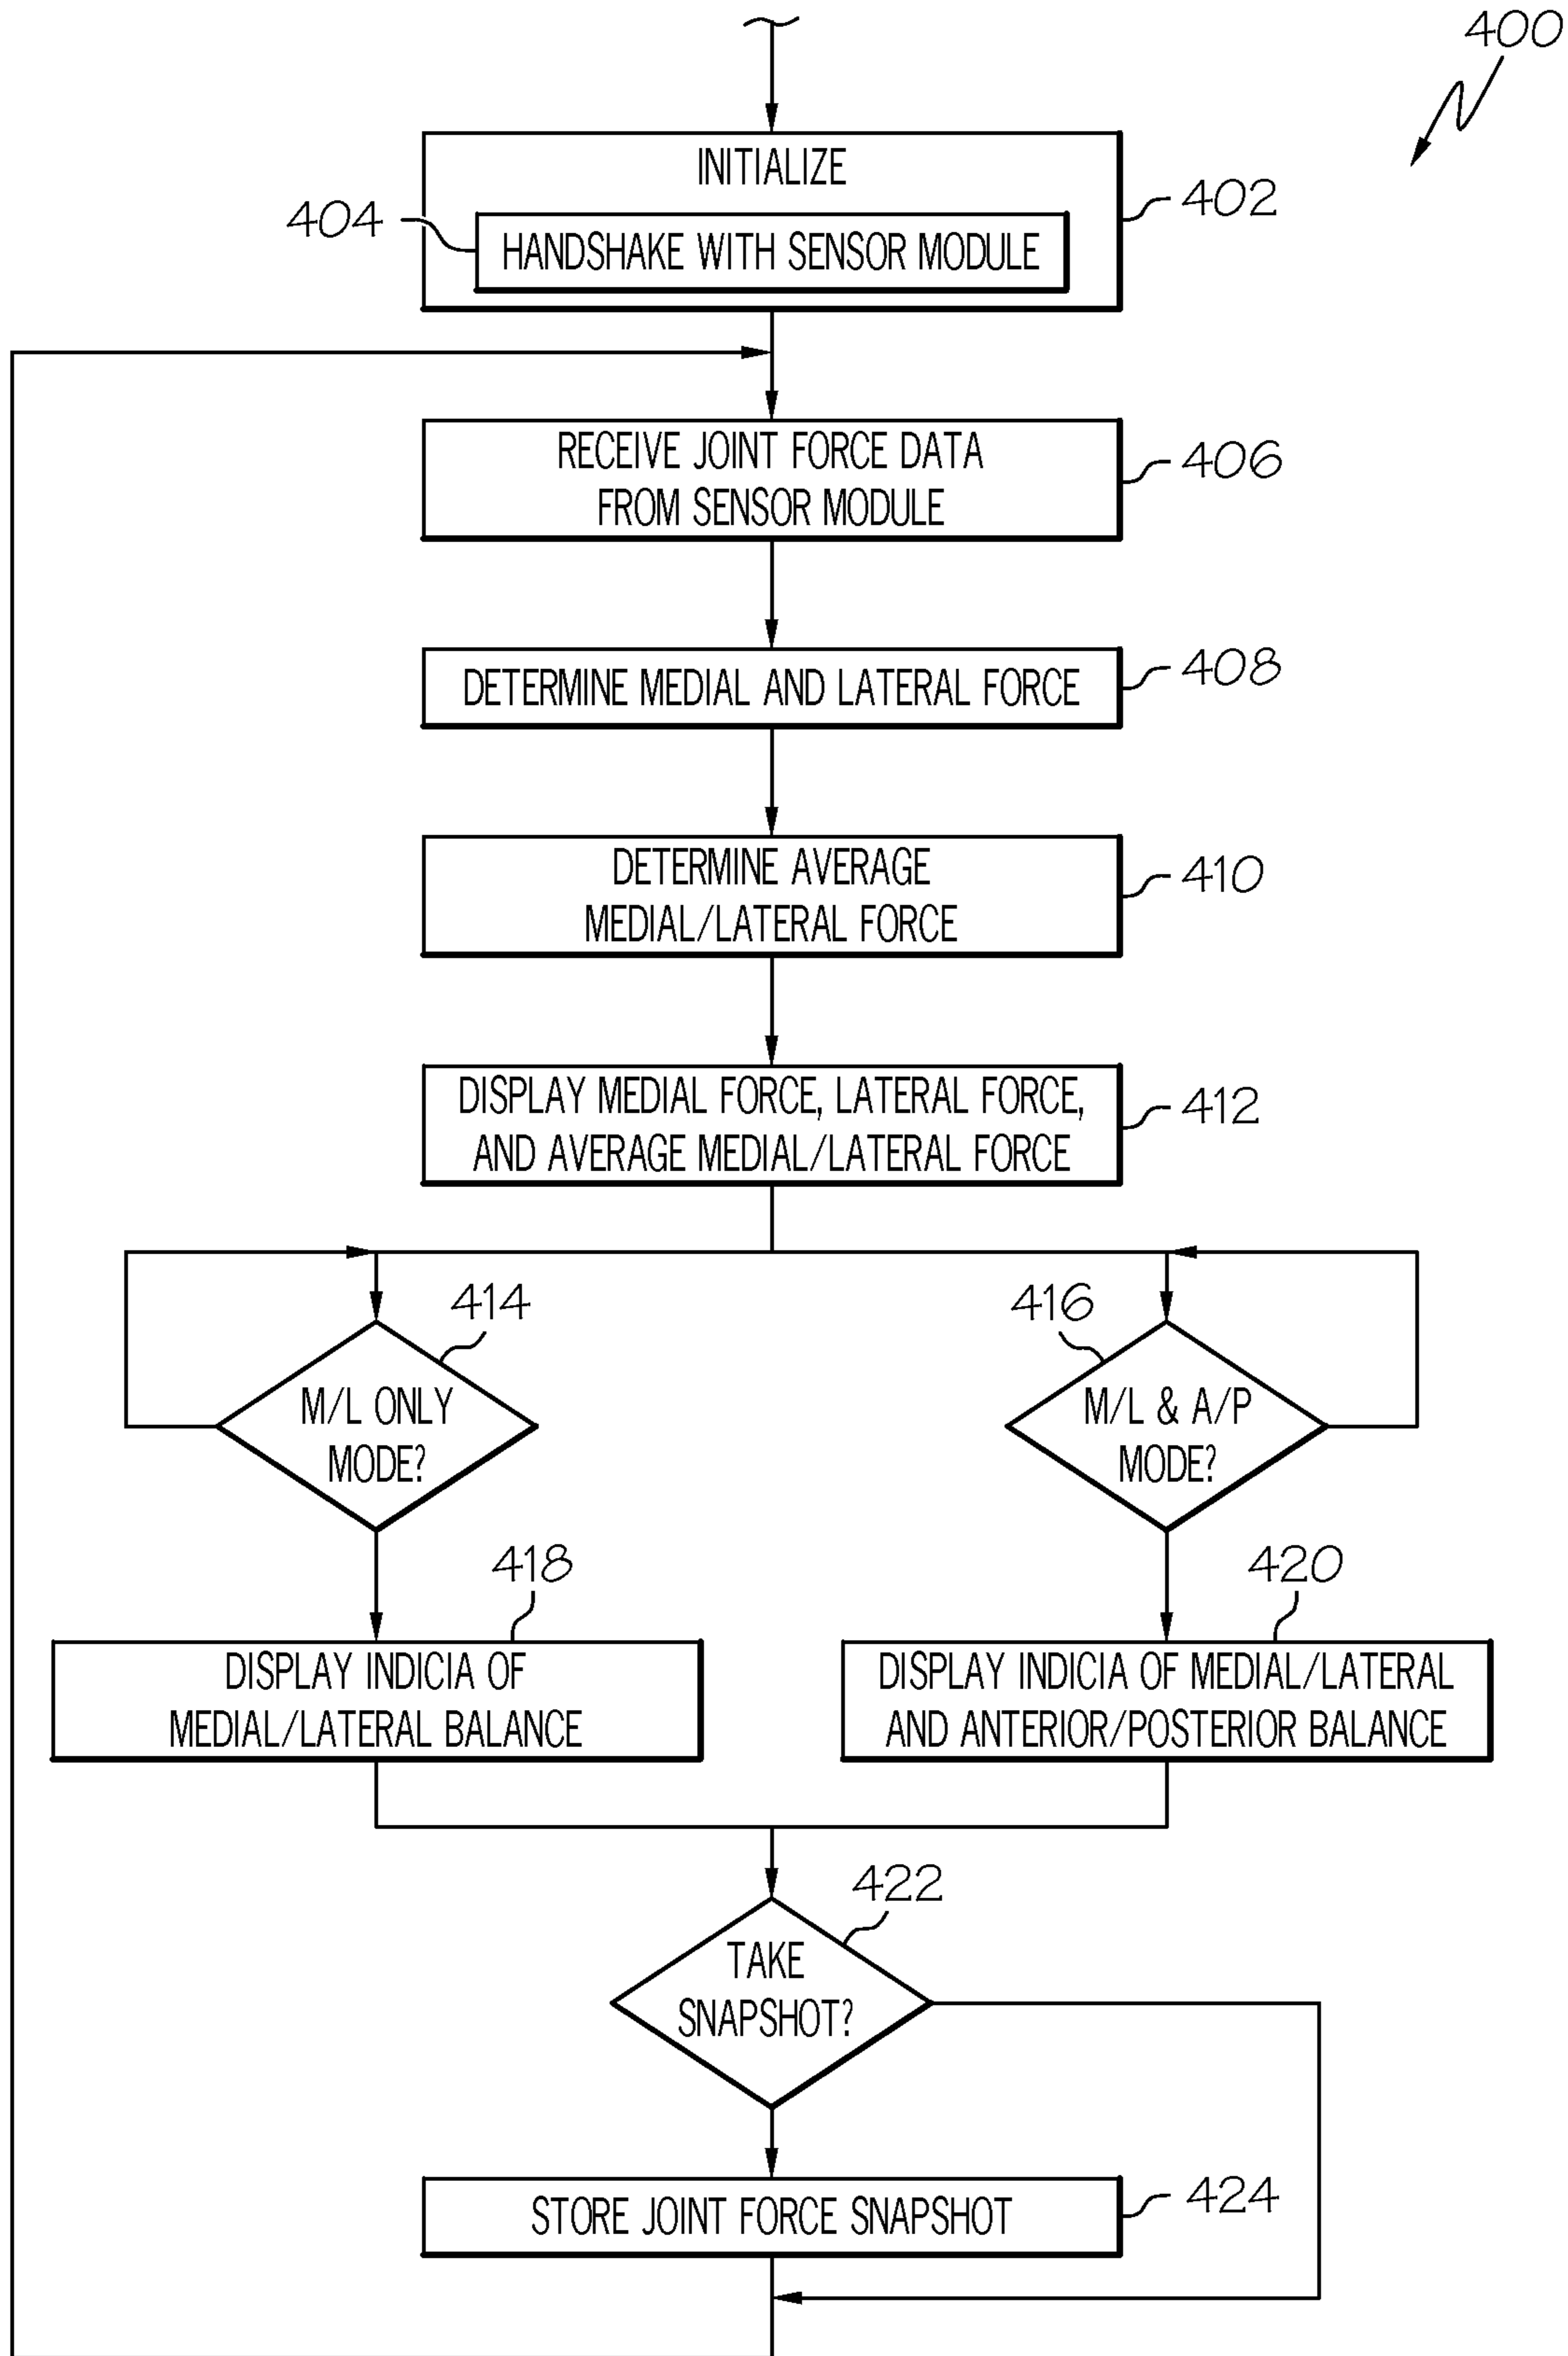 400
INITIALIZE
402
404
HANDSHAKE WITH SENSOR MODULE
RECEIVE JOINT FORCE DATA
FROM SENSOR MODULE
406
DETERMINE MEDIAL AND LATERAL FORCE
408
DETERMINE AVERAGE
MEDIAL/LATERAL FORCE
410
DISPLAY MEDIAL FORCE, LATERAL FORCE,
AND AVERAGE MEDIAL/LATERAL FORCE
412
414
M/L ONLY
MODE?
416
M/L & A/P
MODE?
418
DISPLAY INDICIA OF
MEDIAL/LATERAL BALANCE
420
DISPLAY INDICIA OF MEDIAL/LATERAL
AND ANTERIOR/POSTERIOR BALANCE
422
TAKE
SNAPSHOT?
STORE JOINT FORCE SNAPSHOT
424